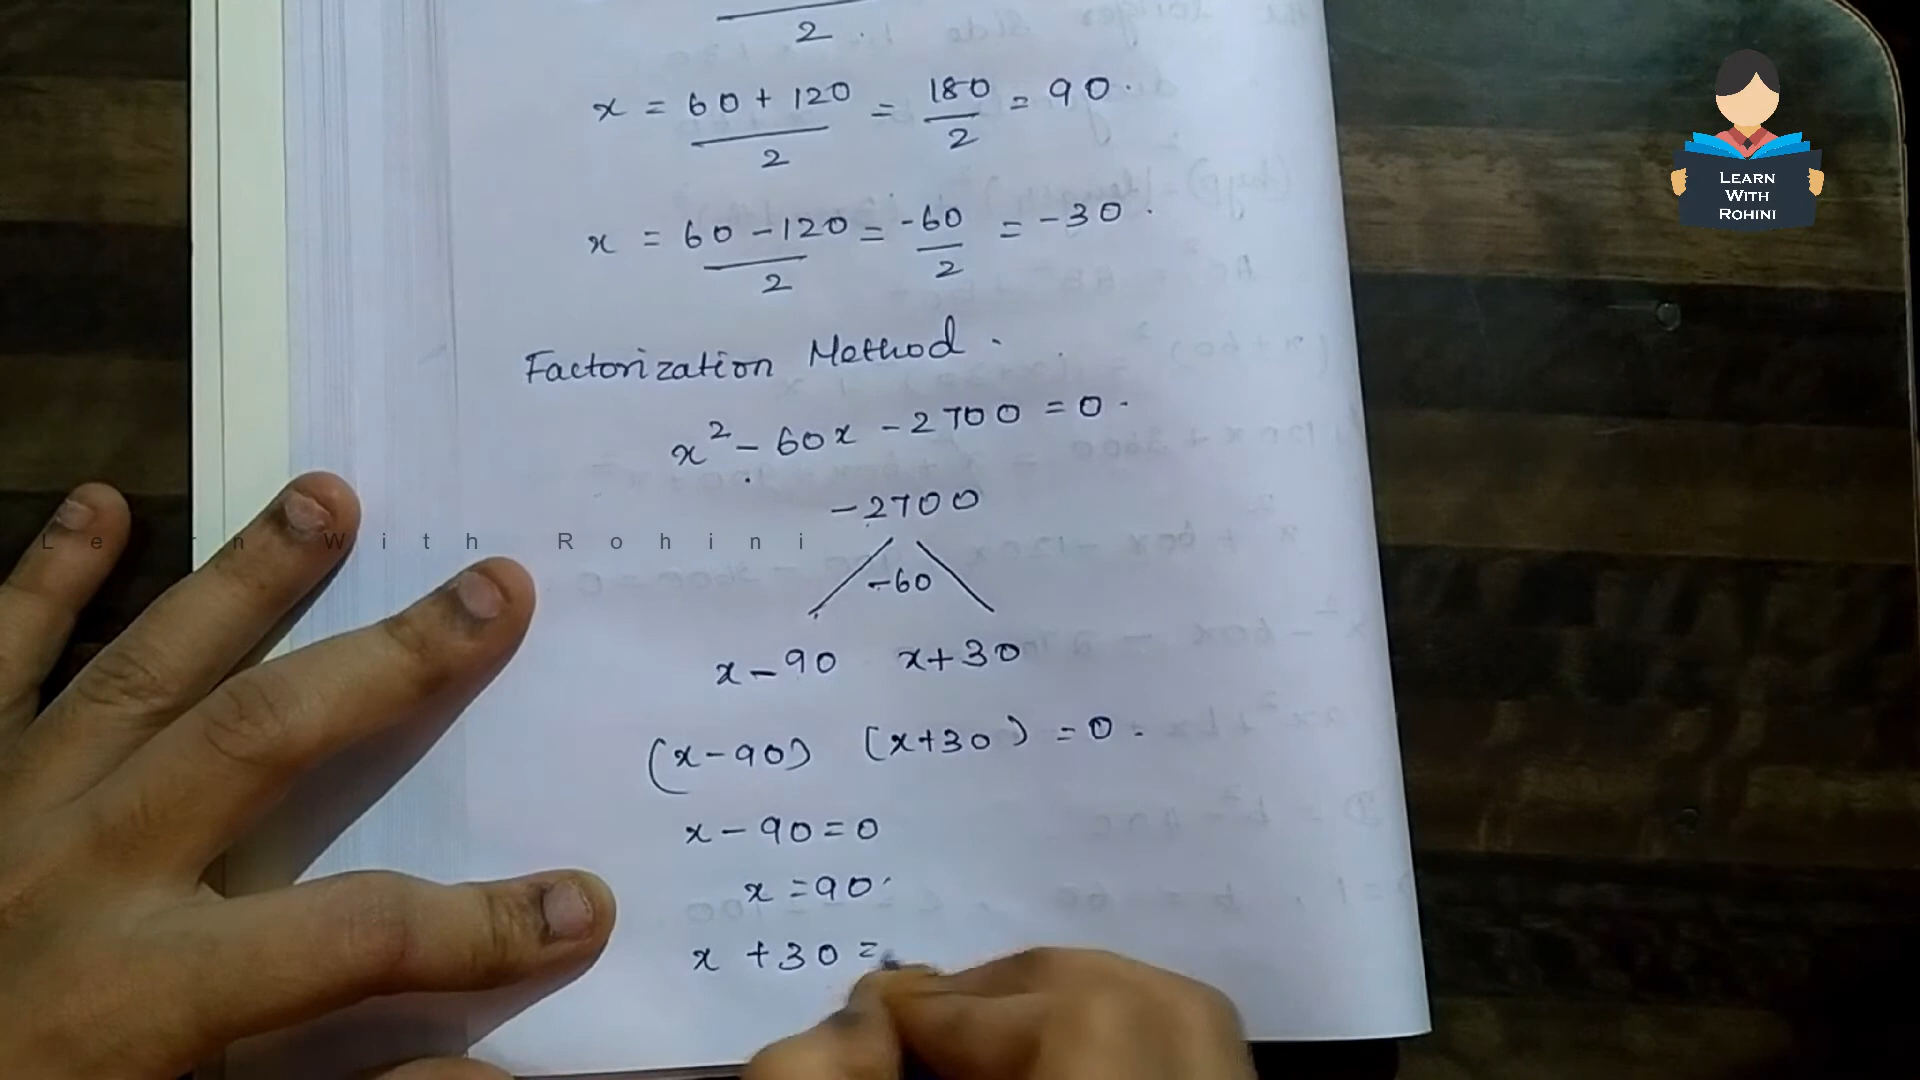 2
x = 60 + 120 / 2 = 180 / 2 = 90.
x = 60 - 120 / 2 = -60 / 2 = -30.
Factorization Method.
x² - 60x - 2700 = 0.
-2700
-60
x - 90 x + 30
(x - 90) (x + 30) = 0.
x - 90 = 0
x = 90.
x + 30 =
LEARN
WITH
ROHINI
Learn With Rohini